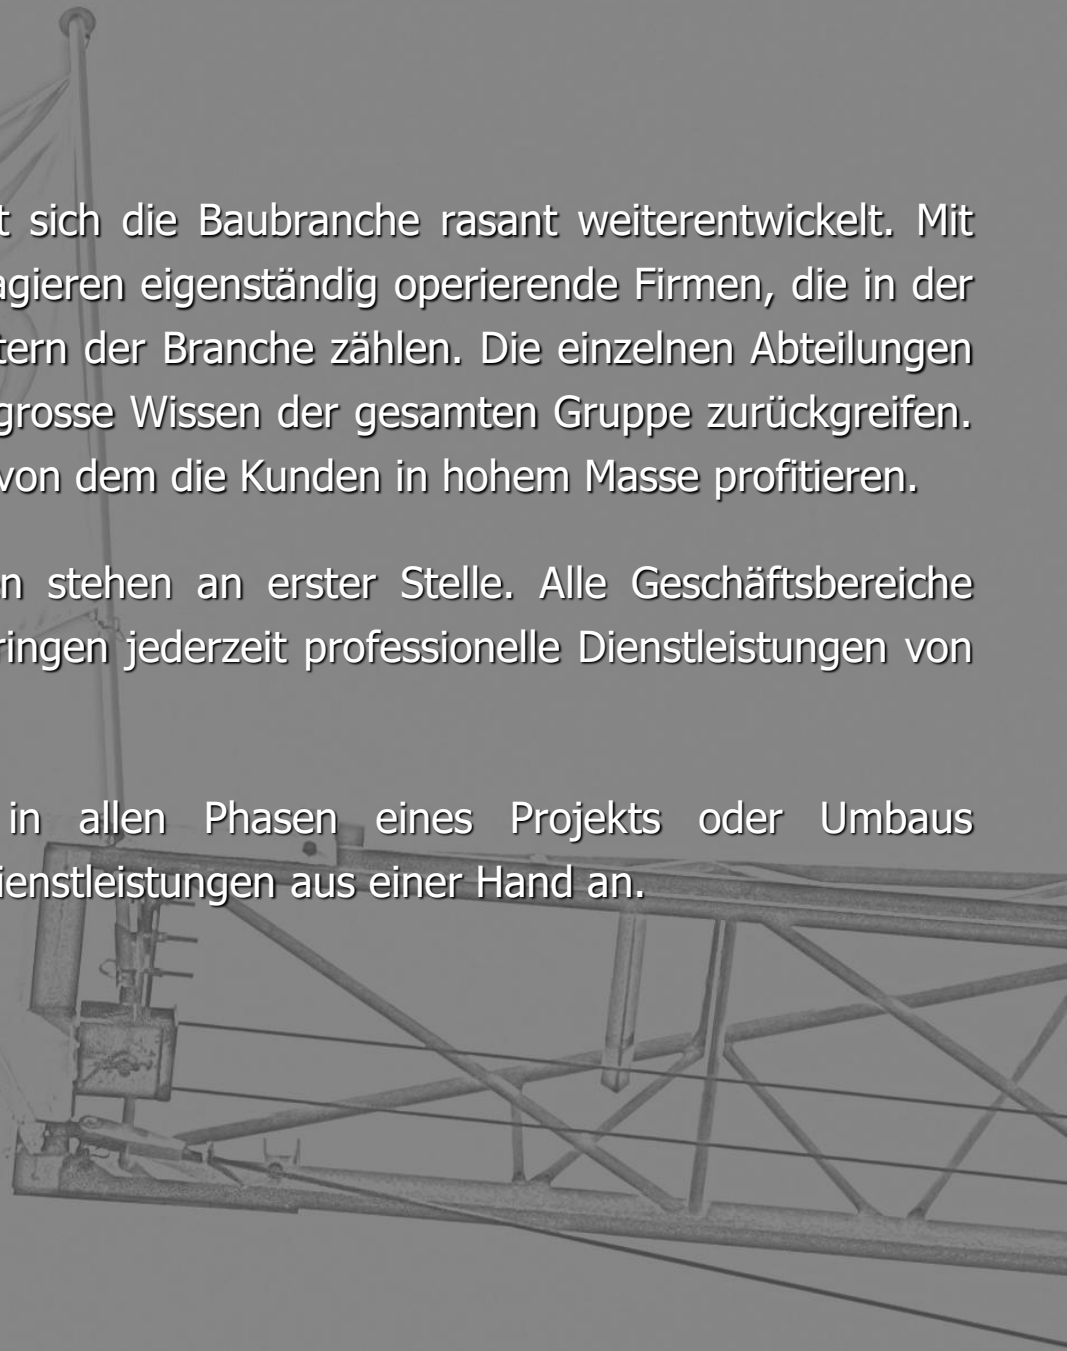 t sich die Baubranche rasant weiterentwickelt. Mit
agieren eigenständig operierende Firmen, die in der
tern der Branche zählen. Die einzelnen Abteilungen
grosse Wissen der gesamten Gruppe zurückgreifen.
von dem die Kunden in hohem Masse profitieren.
n stehen an erster Stelle. Alle Geschäftsbereiche
ringen jederzeit professionelle Dienstleistungen von
in allen Phasen eines Projekts oder Umbaus
ienstleistungen aus einer Hand an.